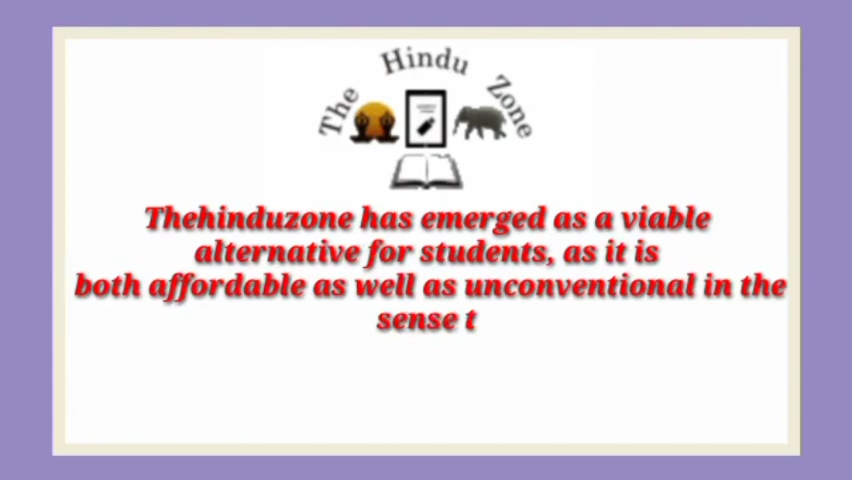 The Hindu Zone
Thehinduzone has emerged as a viable
alternative for students, as it is
both affordable as well as unconventional in the
sense t